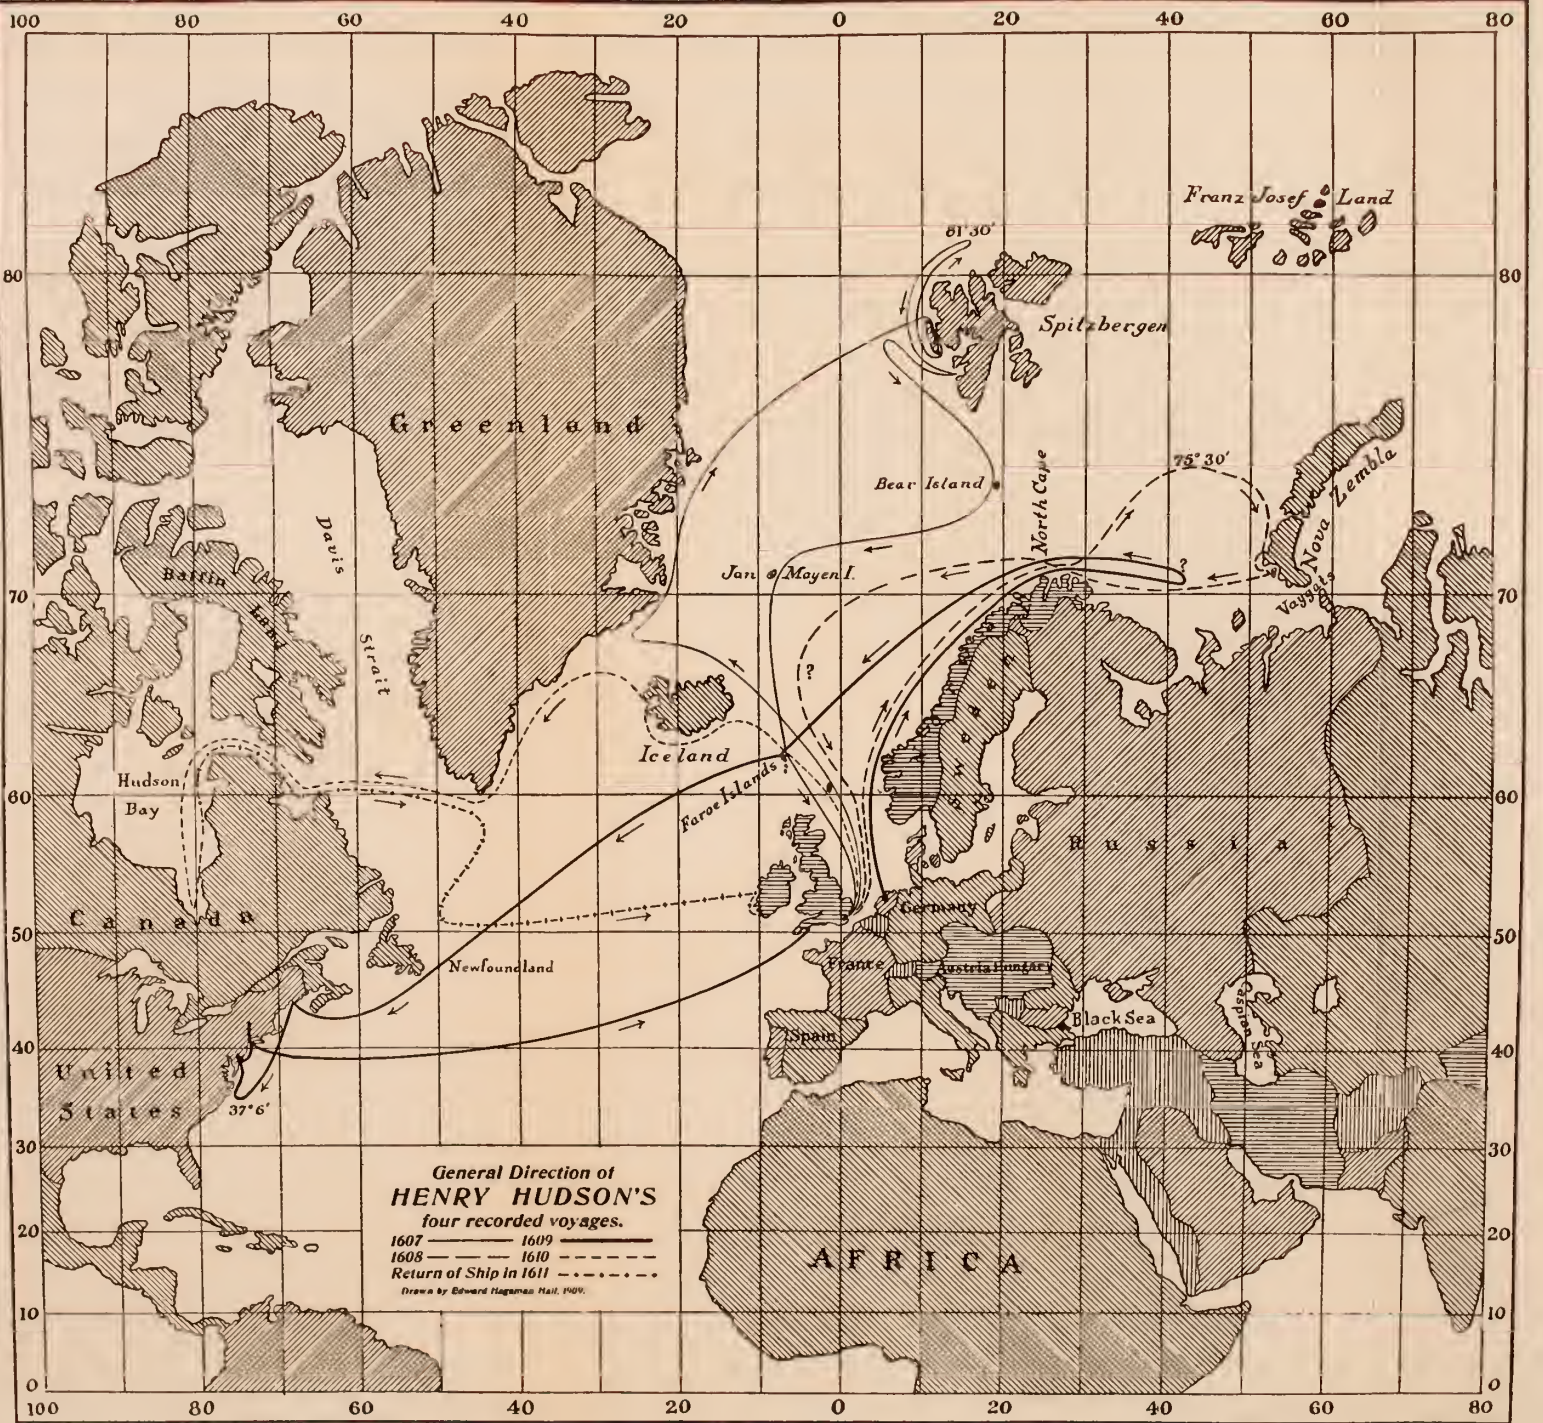 100 80 60 40 20 0 20 40 60 80
Franz Josef Land
81°30'
80 80
Spitzbergen
Greenland
75°30'
Bear Island
North Cape
Nova Zembla
Davis
Strait
Baffin
Land
Jan Mayen I.
?
LAPD
70 70
Vaygats
?
Sweden
Iceland
Hudson
Bay
Faroe Islands
60 60
Russia
Canada
Germany
50 50
Newfoundland
France
Austria Hungary
Caspian Sea
Black Sea
Spain
40 40
United
States
37°6'
30 30
General Direction of
HENRY HUDSON'S
four recorded voyages.
1607 1609
1608 1610
Return of Ship in 1611
Drawn by Edward Hagaman Hall, 1909.
20 20
AFRICA
10 10
0 0
100 80 60 40 20 0 20 40 60 80